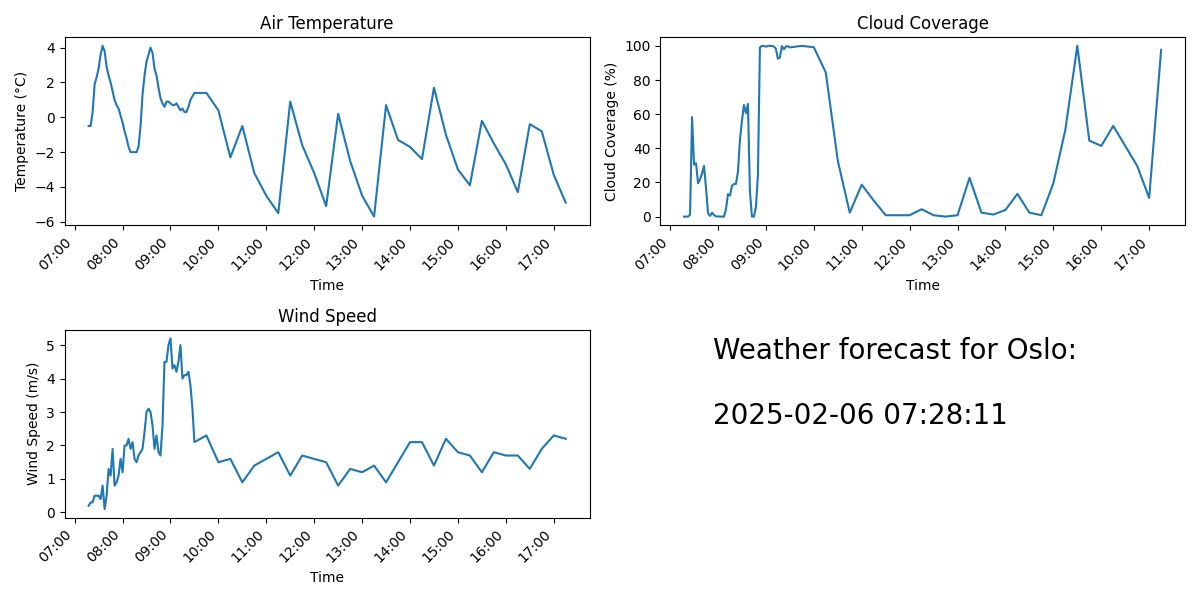 Air Temperature
Temperature (°C)
4
2
0
−2
−4
−6
07:00 08:00 09:00 10:00 11:00 12:00 13:00 14:00 15:00 16:00 17:00
Time
Cloud Coverage
Cloud Coverage (%)
100
80
60
40
20
0
07:00 08:00 09:00 10:00 11:00 12:00 13:00 14:00 15:00 16:00 17:00
Time
Wind Speed
Wind Speed (m/s)
5
4
3
2
1
0
07:00 08:00 09:00 10:00 11:00 12:00 13:00 14:00 15:00 16:00 17:00
Time
Weather forecast for Oslo:
2025-02-06 07:28:11